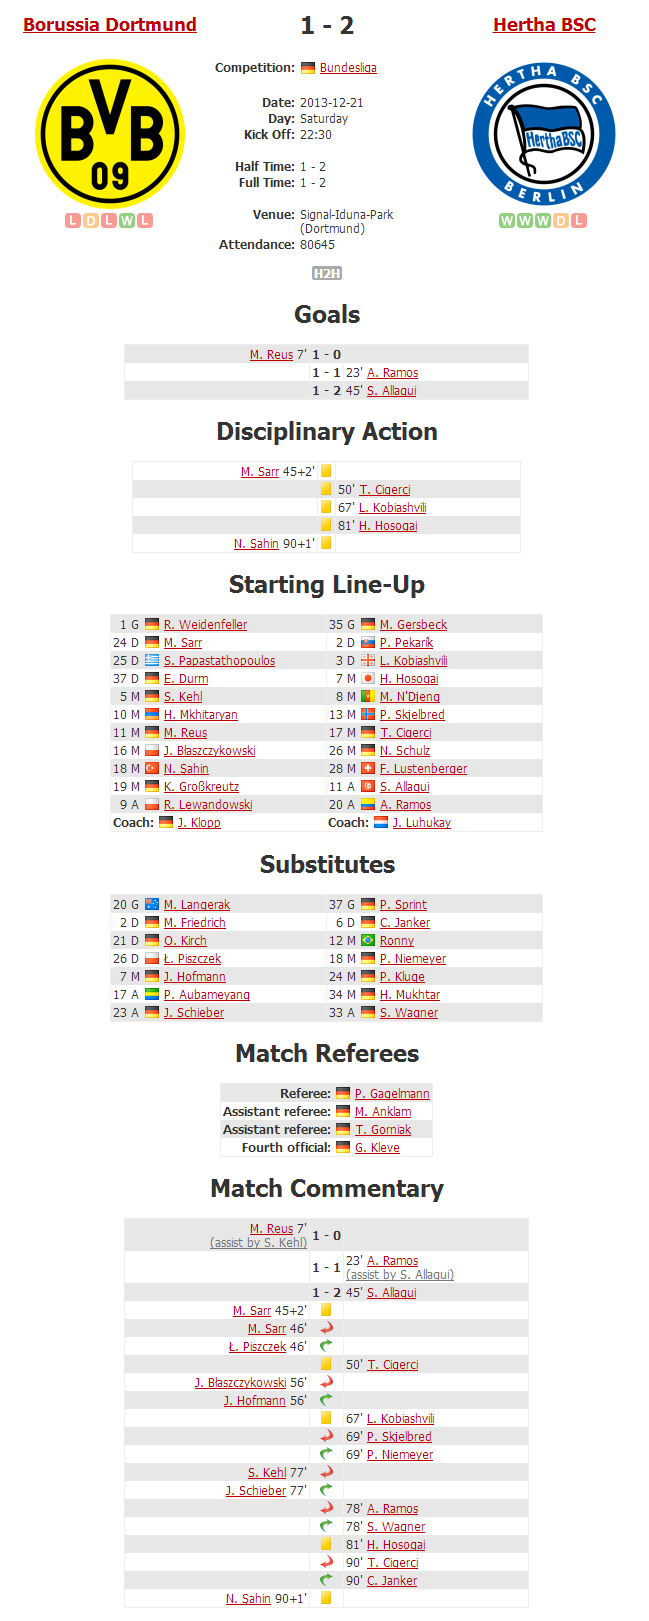 Borussia Dortmund 1 - 2 Hertha BSC
Competition: Bundesliga
BVB 09
HERTHA BSC
HerthaBSC
BERLIN
Date: 2013-12-21
Day: Saturday
Kick Off: 22:30
Half Time: 1 - 2
Full Time: 1 - 2
Venue: Signal-Iduna-Park
(Dortmund)
L D L W L
W W W D L
Attendance: 80645
H2H
Goals
M. Reus 7' 1 - 0
1 - 1 23' A. Ramos
1 - 2 45' S. Allagui
Disciplinary Action
M. Sarr 45+2'
50' T. Cigerci
67' L. Kobiashvili
81' H. Hosogai
N. Sahin 90+1'
Starting Line-Up
1 G R. Weidenfeller 35 G M. Gersbeck
24 D M. Sarr 2 D P. Pekarík
25 D S. Papastathopoulos 3 D L. Kobiashvili
37 D E. Durm 7 M H. Hosogai
5 M S. Kehl 8 M M. N'Djeng
10 M H. Mkhitaryan 13 M P. Skjelbred
11 M M. Reus 17 M T. Cigerci
16 M J. Błaszczykowski 26 M N. Schulz
18 M N. Sahin 28 M F. Lustenberger
19 M K. Großkreutz 11 A S. Allagui
9 A R. Lewandowski 20 A A. Ramos
Coach: J. Klopp Coach: J. Luhukay
Substitutes
20 G M. Langerak 37 G P. Sprint
2 D M. Friedrich 6 D C. Janker
21 D O. Kirch 12 M Ronny
26 D Ł. Piszczek 18 M P. Niemeyer
7 M J. Hofmann 24 M P. Kluge
17 A P. Aubameyang 34 M H. Mukhtar
23 A J. Schieber 33 A S. Wagner
Match Referees
Referee: P. Gagelmann
Assistant referee: M. Anklam
Assistant referee: T. Gorniak
Fourth official: G. Kleve
Match Commentary
M. Reus 7' 1 - 0
(assist by S. Kehl)
1 - 1 23' A. Ramos
(assist by S. Allagui)
1 - 2 45' S. Allagui
M. Sarr 45+2'
M. Sarr 46'
Ł. Piszczek 46'
50' T. Cigerci
J. Błaszczykowski 56'
J. Hofmann 56'
67' L. Kobiashvili
69' P. Skjelbred
69' P. Niemeyer
S. Kehl 77'
J. Schieber 77'
78' A. Ramos
78' S. Wagner
81' H. Hosogai
90' T. Cigerci
90' C. Janker
N. Sahin 90+1'